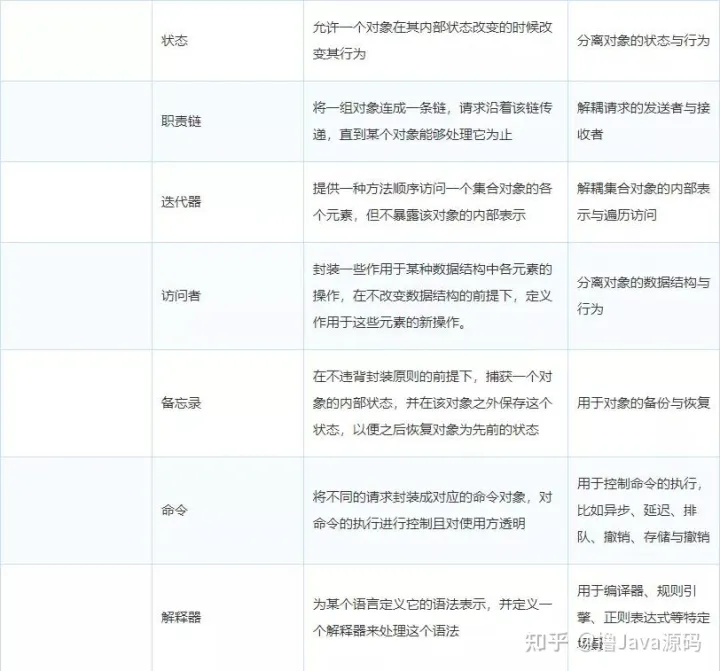 状态
允许一个对象在其内部状态改变的时候改
变其行为
分离对象的状态与行为
职责链
将一组对象连成一条链，请求沿着该链传
递，直到某个对象能够处理它为止
解耦请求的发送者与接
收者
迭代器
提供一种方法顺序访问一个集合对象的各
个元素，但不暴露该对象的内部表示
解耦集合对象的内部表
示与遍历访问
访问者
封装一些作用于某种数据结构中各元素的
操作，在不改变数据结构的前提下，定义
作用于这些元素的新操作。
分离对象的数据结构与
行为
备忘录
在不违背封装原则的前提下，捕获一个对
象的内部状态，并在该对象之外保存这个
状态，以便之后恢复对象为先前的状态
用于对象的备份与恢复
命令
将不同的请求封装成对应的命令对象，对
命令的执行进行控制且对使用方透明
用于控制命令的执行，
比如异步、延迟、排
队、撤销、存储与撤销
解释器
为某个语言定义它的语法表示，并定义一
个解释器来处理这个语法
用于编译器、规则引
擎、正则表达式等特定
场景
知乎 @撸Java源码